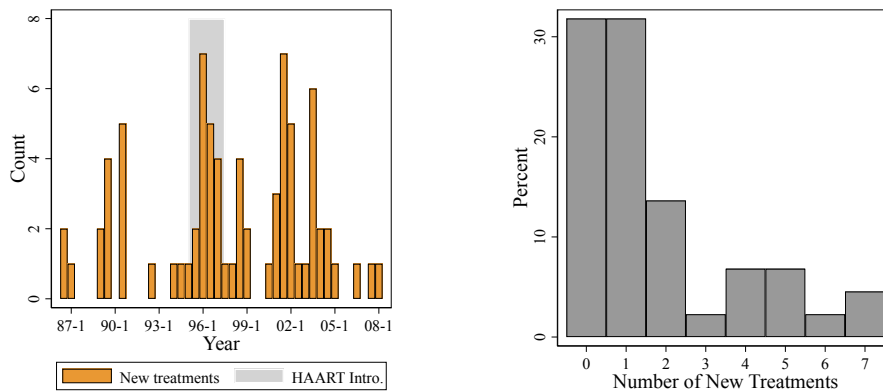 Count
0
2
4
6
8
87-1 90-1 93-1 96-1 99-1 02-1 05-1 08-1
Year
New treatments HAART Intro.
Percent
0
10
20
30
0 1 2 3 4 5 6 7
Number of New Treatments